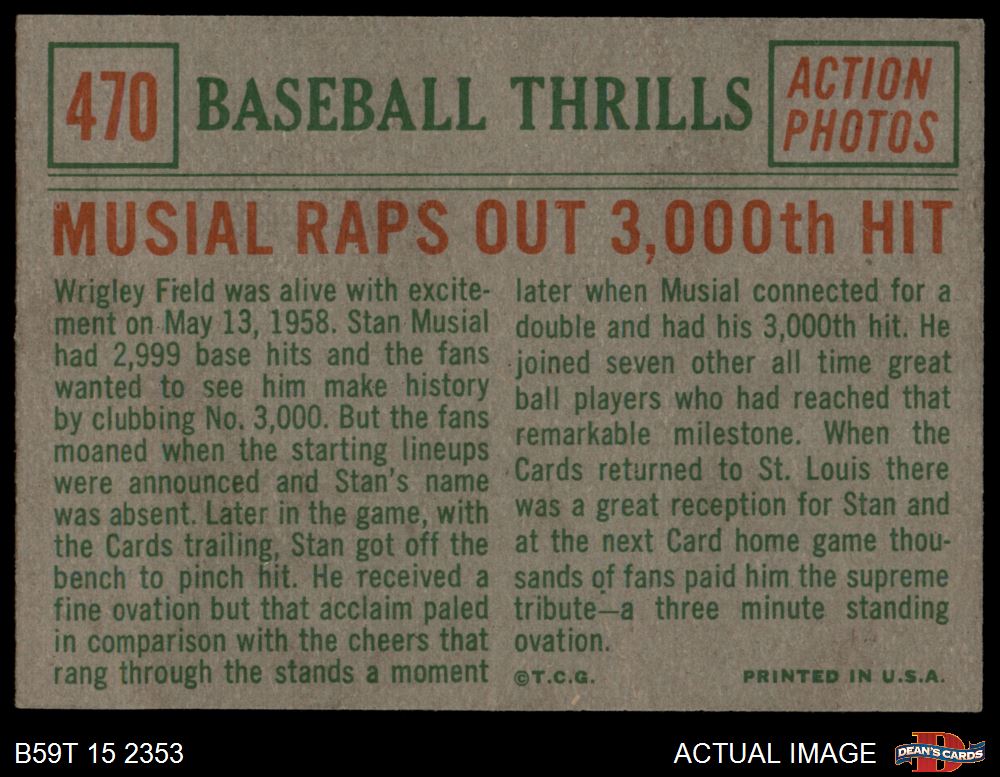 470
BASEBALL THRILLS
ACTION
PHOTOS
MUSIAL RAPS OUT 3,000th HIT
Wrigley Field was alive with excite-
ment on May 13, 1958. Stan Musial
had 2,999 base hits and the fans
wanted to see him make history
by clubbing No. 3,000. But the fans
moaned when the starting lineups
were announced and Stan's name
was absent. Later in the game, with
the Cards trailing, Stan got off the
bench to pinch hit. He received a
fine ovation but that acclaim paled
in comparison with the cheers that
rang through the stands a moment
later when Musial connected for a
double and had his 3,000th hit. He
joined seven other all time great
ball players who had reached that
remarkable milestone. When the
Cards returned to St. Louis there
was a great reception for Stan and
at the next Card home game thou-
sands of fans paid him the supreme
tribute—a three minute standing
ovation.
©T.C.G.
PRINTED IN U.S.A.
B59T 15 2353
ACTUAL IMAGE
DEAN'S CARDS